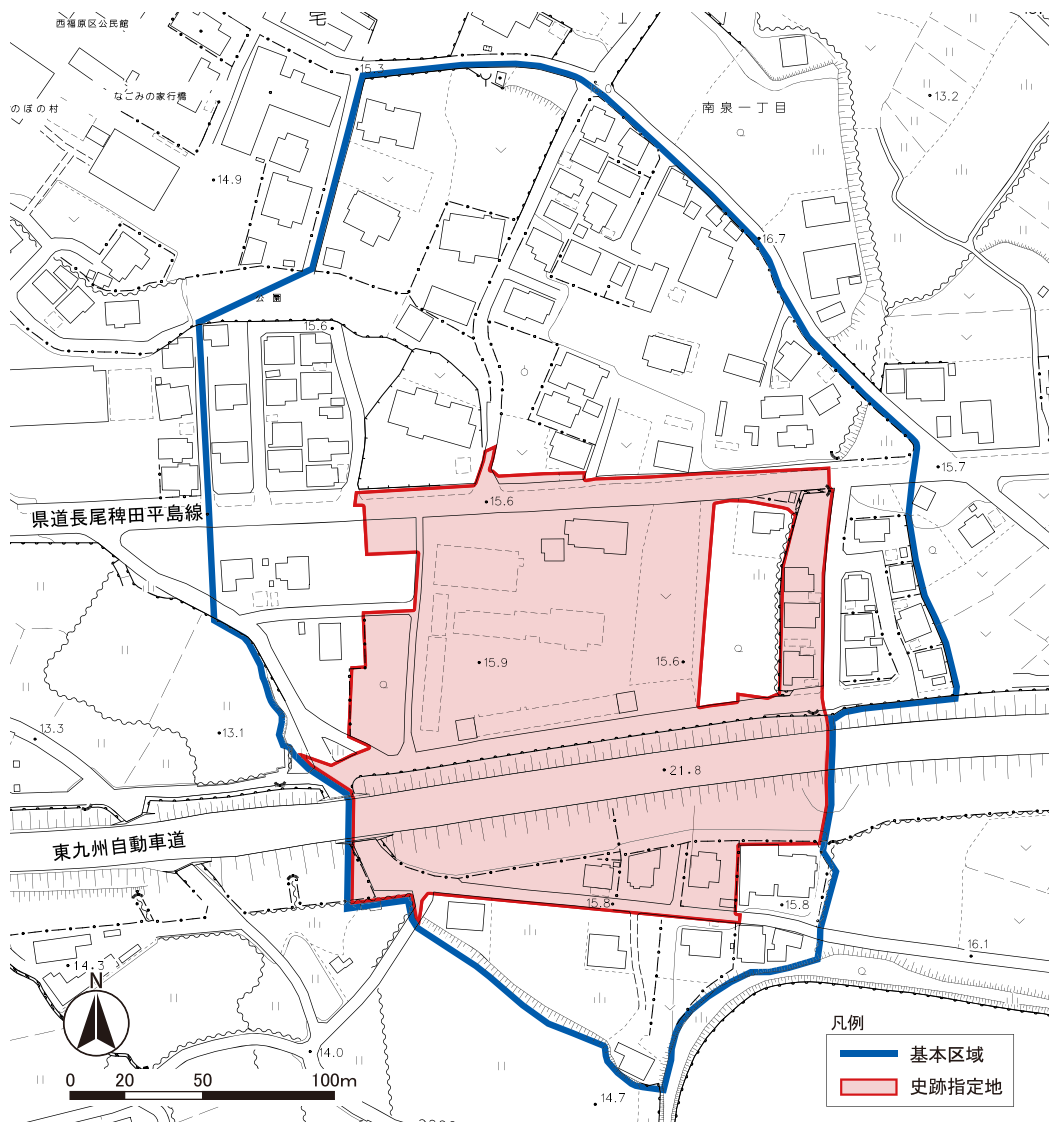 宅
西福原区公民館
15.3
なごみの家行橋
のほの村
南泉一丁目
13.2
14.9
16.7
公園
15.6
15.7
県道長尾稗田平島線
15.6
15.9
15.6
13.3
13.1
21.8
東九州自動車道
15.8
15.8
16.1
14.3
N
14.0
14.7
0 20 50 100m
凡例
基本区域
史跡指定地